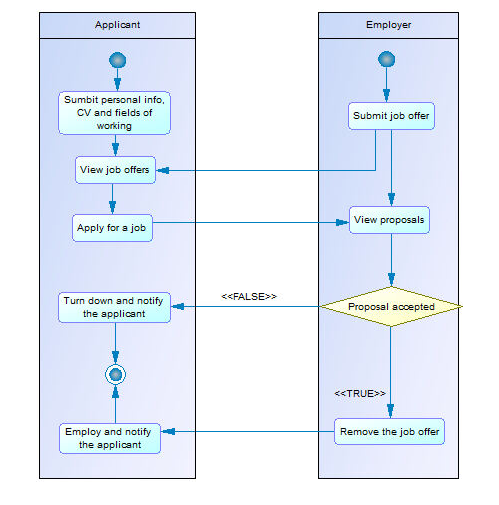 Applicant
Employer
Sumbit personal info,
CV and fields of
working
Submit job offer
View job offers
Apply for a job
View proposals
<<FALSE>>
Turn down and notify
the applicant
Proposal accepted
<<TRUE>>
Employ and notify
the applicant
Remove the job offer